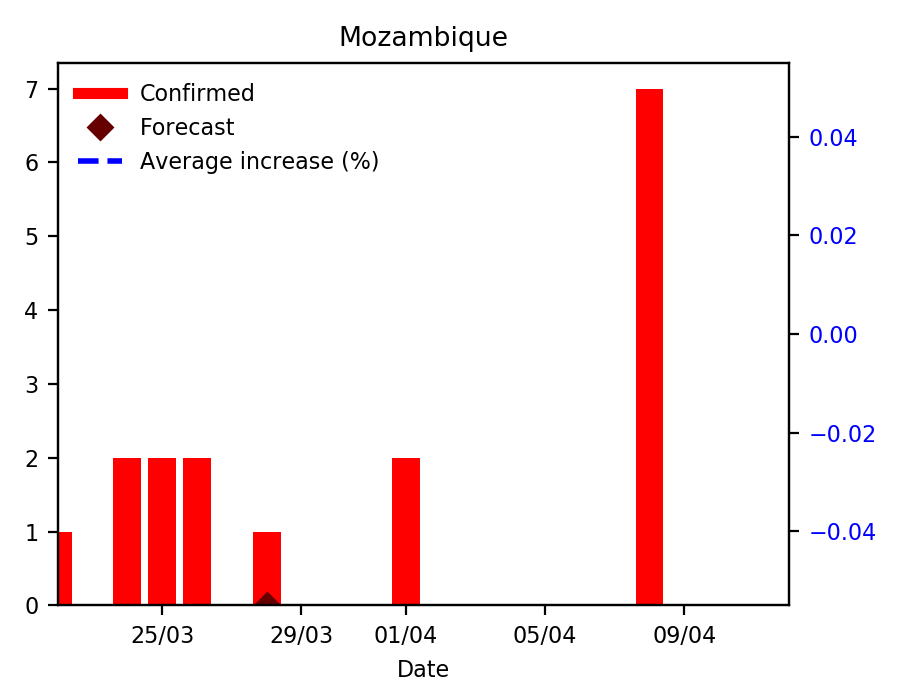 Mozambique
Confirmed
Forecast
Average increase (%)
7
6
5
4
3
2
1
0
0.04
0.02
0.00
−0.02
−0.04
25/03 29/03 01/04 05/04 09/04
Date